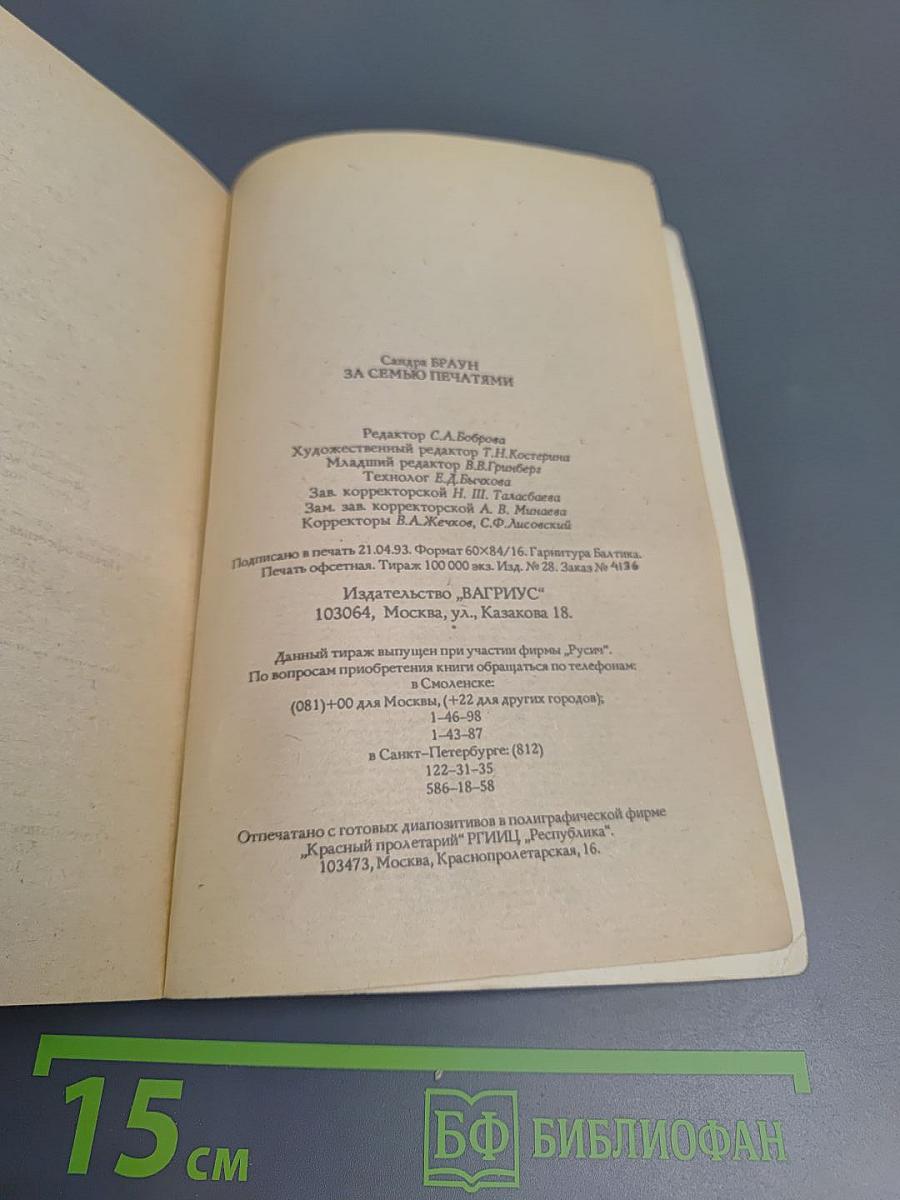 Сандра БРАУН
ЗА СЕМЬЮ ПЕЧАТЯМИ
Редактор С.А.Боброва
Художественный редактор Т.Н.Костерина
Младший редактор В.В.Гринберг
Технолог Е.Д.Бычкова
Зав. корректорской Н. Ш. Таласбаева
Зам. зав. корректорской А. В. Минаева
Корректоры В.А.Жечков, С.Ф.Лисовский
Подписано в печать 21.04.93. Формат 60×84/16. Гарнитура Балтика.
Печать офсетная. Тираж 100 000 экз. Изд. № 28. Заказ № 4136
Издательство „ВАГРИУС“
103064, Москва, ул., Казакова 18.
Данный тираж выпущен при участии фирмы „Русич“.
По вопросам приобретения книги обращаться по телефонам:
в Смоленске:
(081)+00 для Москвы, (+22 для других городов);
1–46–98
1–43–87
в Санкт–Петербурге: (812)
122–31–35
586–18–58
Отпечатано с готовых диапозитивов в полиграфической фирме
„Красный пролетарий“ РГИИЦ „Республика“.
103473, Москва, Краснопролетарская, 16.
15 см
БФ БИБЛИОФАН